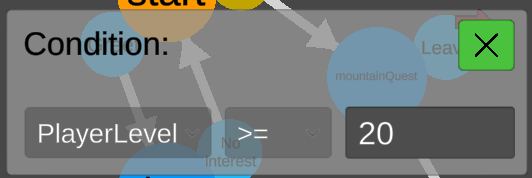 Start
Condition:
Leav
mountainQuest
PlayerLevel
>=
20
No
Interest